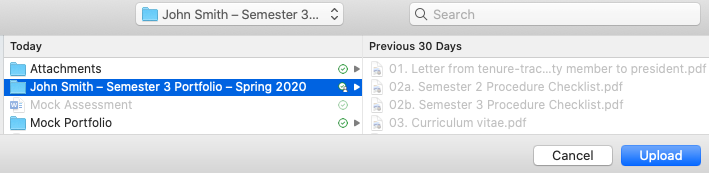 John Smith – Semester 3...
Search
Today
Previous 30 Days
Attachments
John Smith – Semester 3 Portfolio – Spring 2020
Mock Assessment
Mock Portfolio
01. Letter from tenure-trac...ty member to president.pdf
02a. Semester 2 Procedure Checklist.pdf
02b. Semester 3 Procedure Checklist.pdf
03. Curriculum vitae.pdf
Cancel
Upload